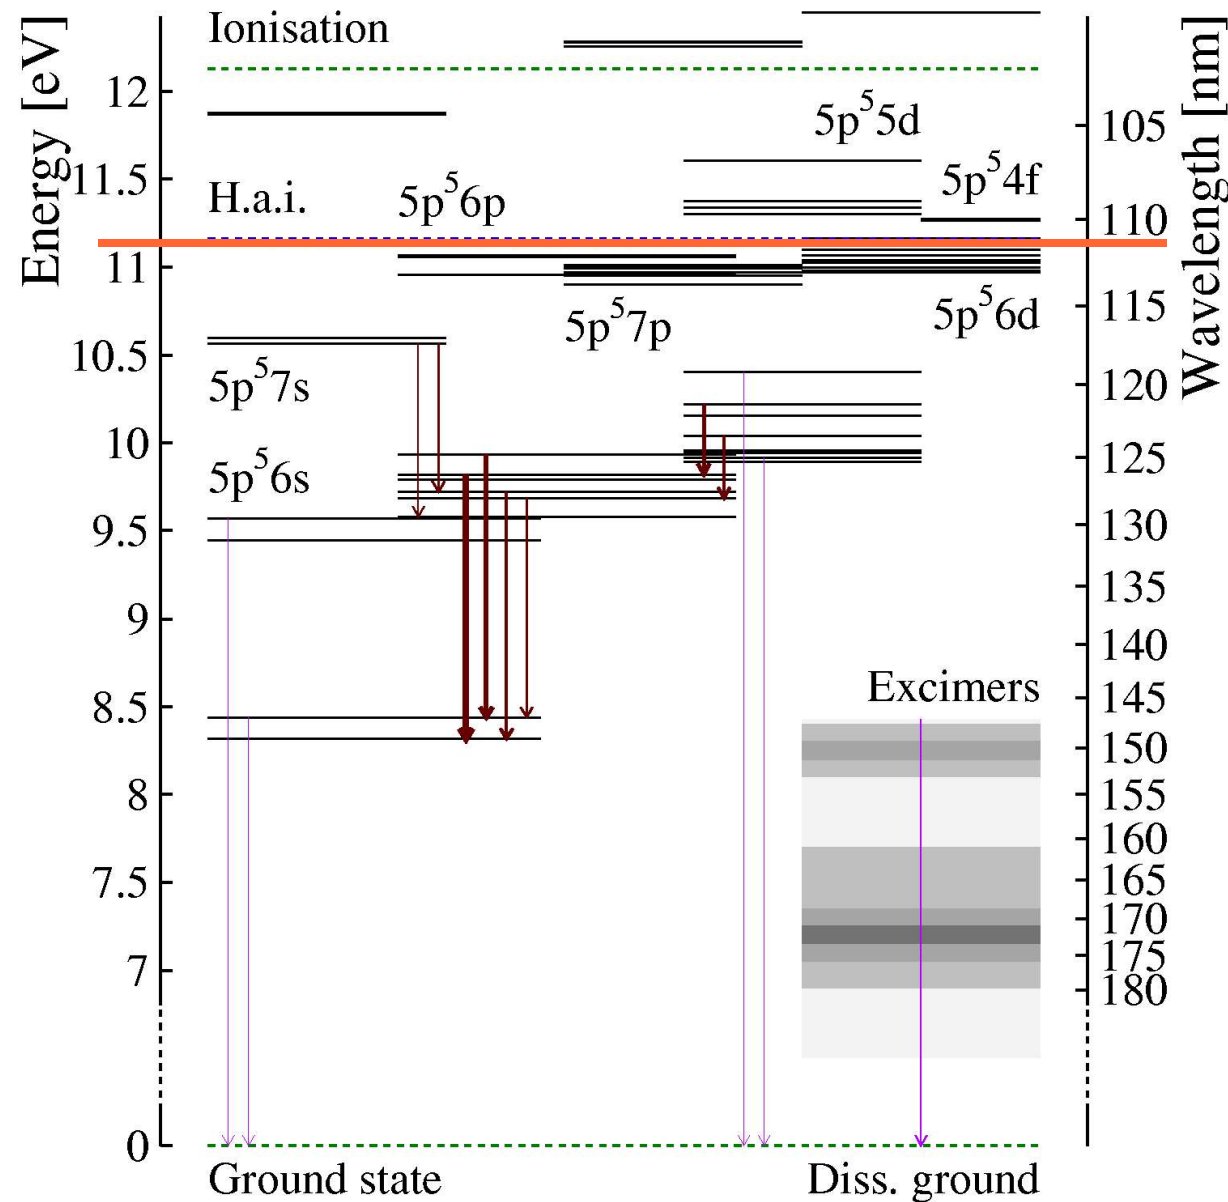 Energy [eV]
12
11.5
11
10.5
10
9.5
9
8.5
8
7.5
7
0
Ionisation
H.a.i.
5p⁵6p
5p⁵5d
5p⁵4f
5p⁵7p
5p⁵6d
5p⁵7s
5p⁵6s
Excimers
Ground state
Diss. ground
Wavelength [nm]
105
110
115
120
125
130
135
140
145
150
155
160
165
170
175
180